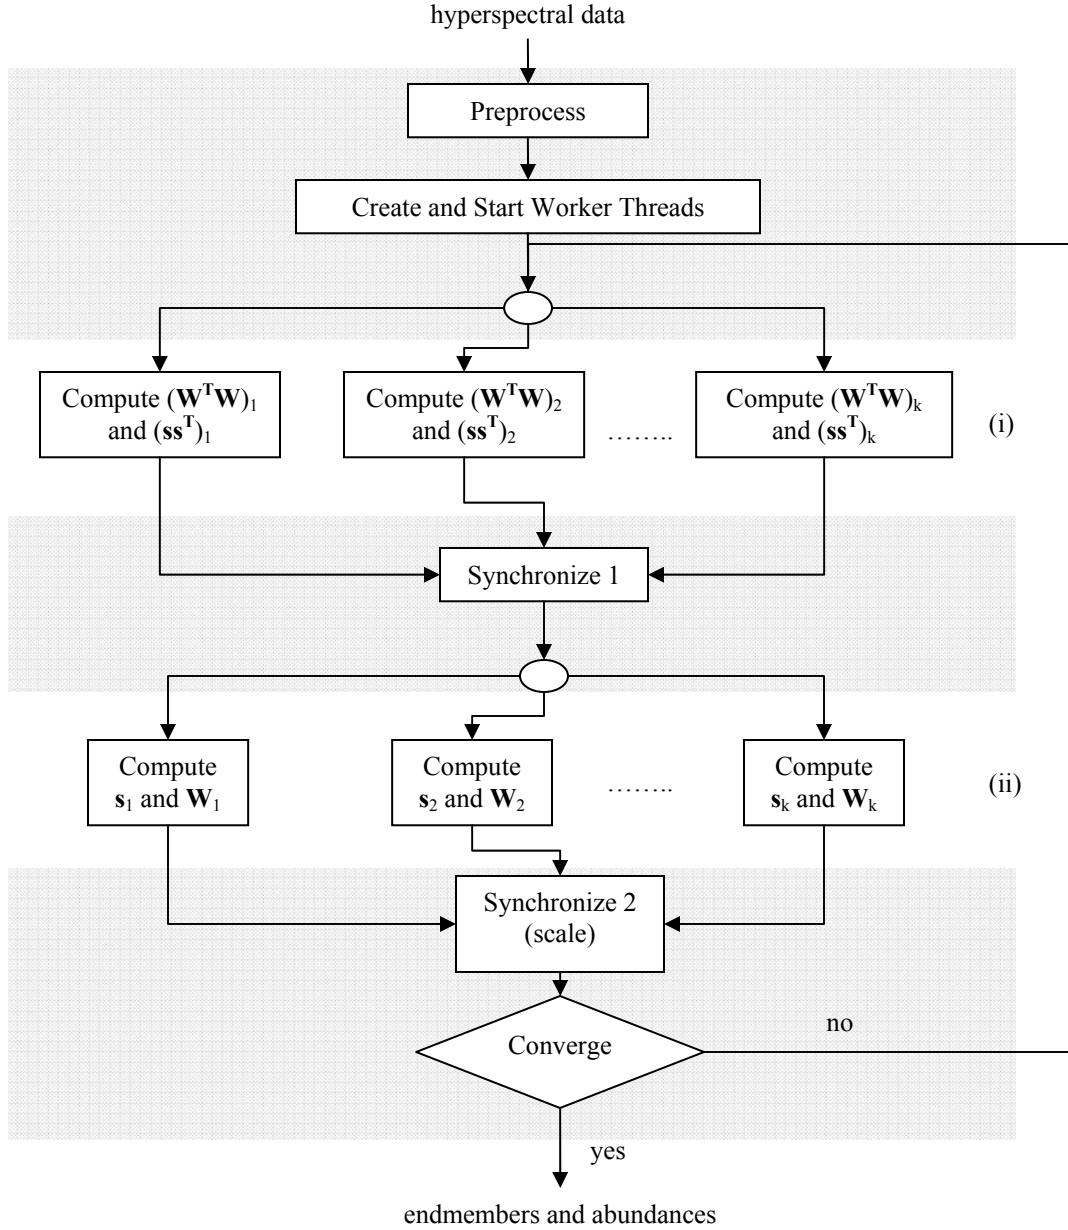 hyperspectral data
Preprocess
Create and Start Worker Threads
Compute (WᵀW)₁
and (ssᵀ)₁
Compute (WᵀW)₂
and (ssᵀ)₂
........
Compute (WᵀW)ₖ
and (ssᵀ)ₖ
(i)
Synchronize 1
Compute
s₁ and W₁
Compute
s₂ and W₂
........
Compute
sₖ and Wₖ
(ii)
Synchronize 2
(scale)
Converge
no
yes
endmembers and abundances